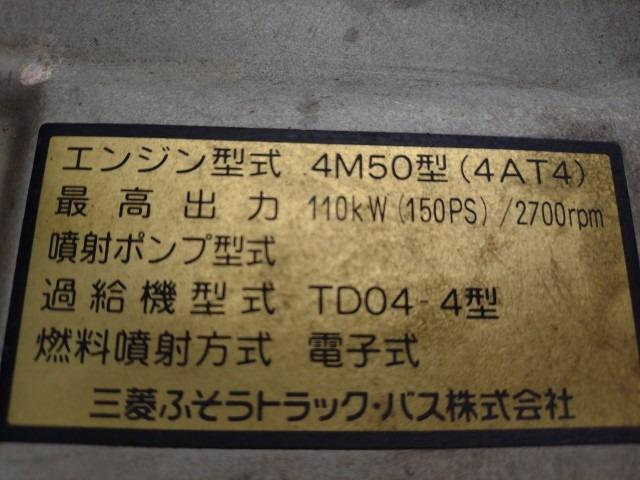 エンジン型式 4M50型(4AT4)
最高出力 110kW(150PS)/2700rpm
噴射ポンプ型式
過給機型式 TD04-4型
燃料噴射方式 電子式
三菱ふそうトラック・バス株式会社